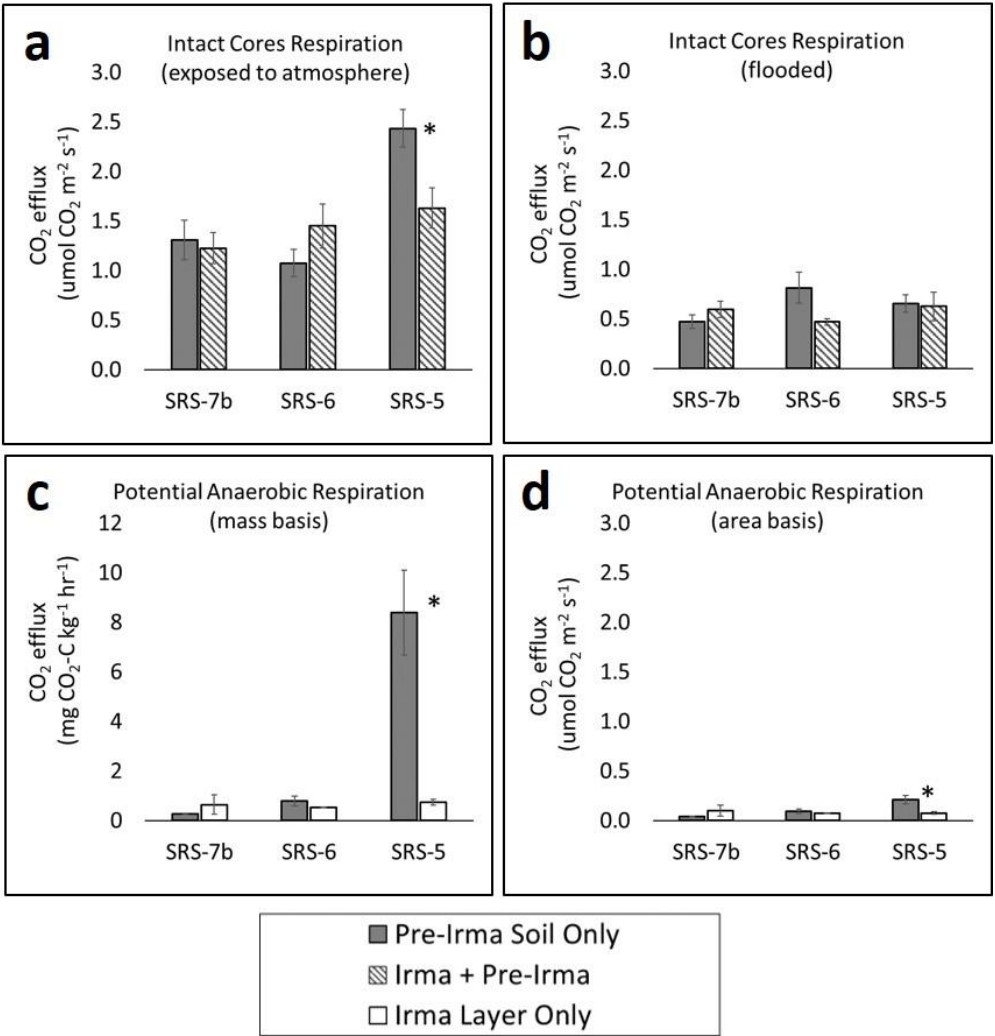 a
Intact Cores Respiration
(exposed to atmosphere)
CO₂ efflux
(umol CO₂ m⁻² s⁻¹)
3.0
2.5
2.0
1.5
1.0
0.5
0.0
*
SRS-7b SRS-6 SRS-5
b
Intact Cores Respiration
(flooded)
CO₂ efflux
(umol CO₂ m⁻² s⁻¹)
3.0
2.5
2.0
1.5
1.0
0.5
0.0
SRS-7b SRS-6 SRS-5
c
Potential Anaerobic Respiration
(mass basis)
CO₂ efflux
(mg CO₂-C kg⁻¹ hr⁻¹)
12
10
8
6
4
2
0
*
SRS-7b SRS-6 SRS-5
d
Potential Anaerobic Respiration
(area basis)
CO₂ efflux
(umol CO₂ m⁻² s⁻¹)
3.0
2.5
2.0
1.5
1.0
0.5
0.0
*
SRS-7b SRS-6 SRS-5
Pre-Irma Soil Only
Irma + Pre-Irma
Irma Layer Only